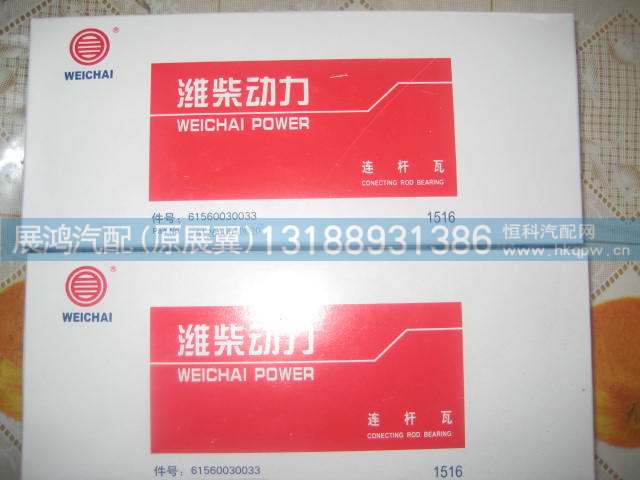 WEICHAI
®
潍柴动力
WEICHAI POWER
连杆瓦
CONECTING ROD BEARING
件号: 61560030033
1516
展鸿汽配(原展翼)13188931386
恒科汽配网
www.hkqpw.cn
WEICHAI
®
潍柴动力
WEICHAI POWER
连杆瓦
CONECTING ROD BEARING
件号: 61560030033
1516